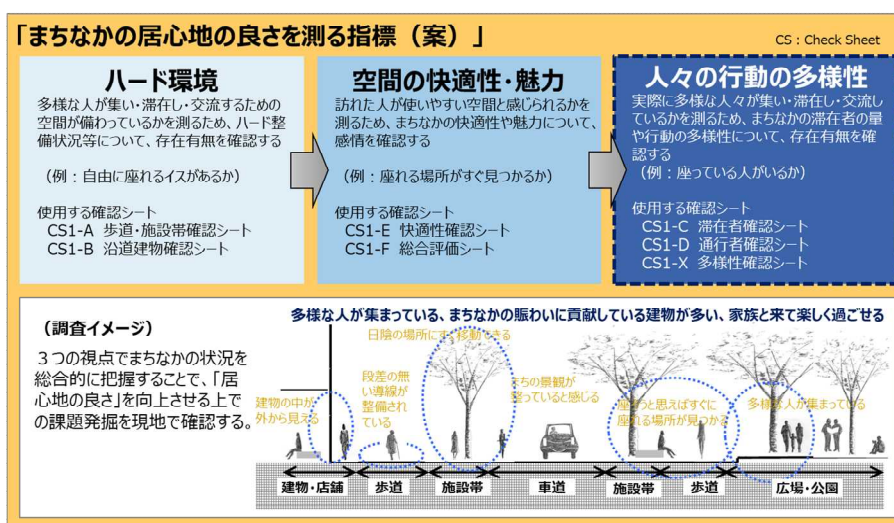 「まちなかの居心地の良さを測る指標（案）」
CS：Check Sheet
ハード環境
多様な人が集い・滞在し・交流するための
空間が備わっているかを測るため、ハード整
備状況等について、存在有無を確認する
（例：自由に座れるイスがあるか）
使用する確認シート
CS1-A 歩道・施設帯確認シート
CS1-B 沿道建物確認シート
空間の快適性・魅力
訪れた人が使いやすい空間と感じられるかを
測るため、まちなかの快適性や魅力について、
感情を確認する
（例：座れる場所がすぐ見つかるか）
使用する確認シート
CS1-E 快適性確認シート
CS1-F 総合評価シート
人々の行動の多様性
実際に多様な人々が集い・滞在し・交流し
ているかを測るため、まちなかの滞在者の量
や行動の多様性について、存在有無を確
認する
（例：座っている人がいるか）
使用する確認シート
CS1-C 滞在者確認シート
CS1-D 通行者確認シート
CS1-X 多様性確認シート
（調査イメージ）
３つの視点でまちなかの状況を
総合的に把握することで、「居
心地の良さ」を向上させる上で
の課題発掘を現地で確認する。
多様な人が集まっている、まちなかの賑わいに貢献している建物が多い、家族と来て楽しく過ごせる
日陰の場所にすぐ移動できる
建物の中が
外から見える
段差の無
い導線が
整備され
ている
まちの景観が
整っていると感じる
座ろうと思えばすぐに
座れる場所が見つかる
多様な人が集まっている
建物・店舗
歩道
施設帯
車道
施設帯
歩道
広場・公園